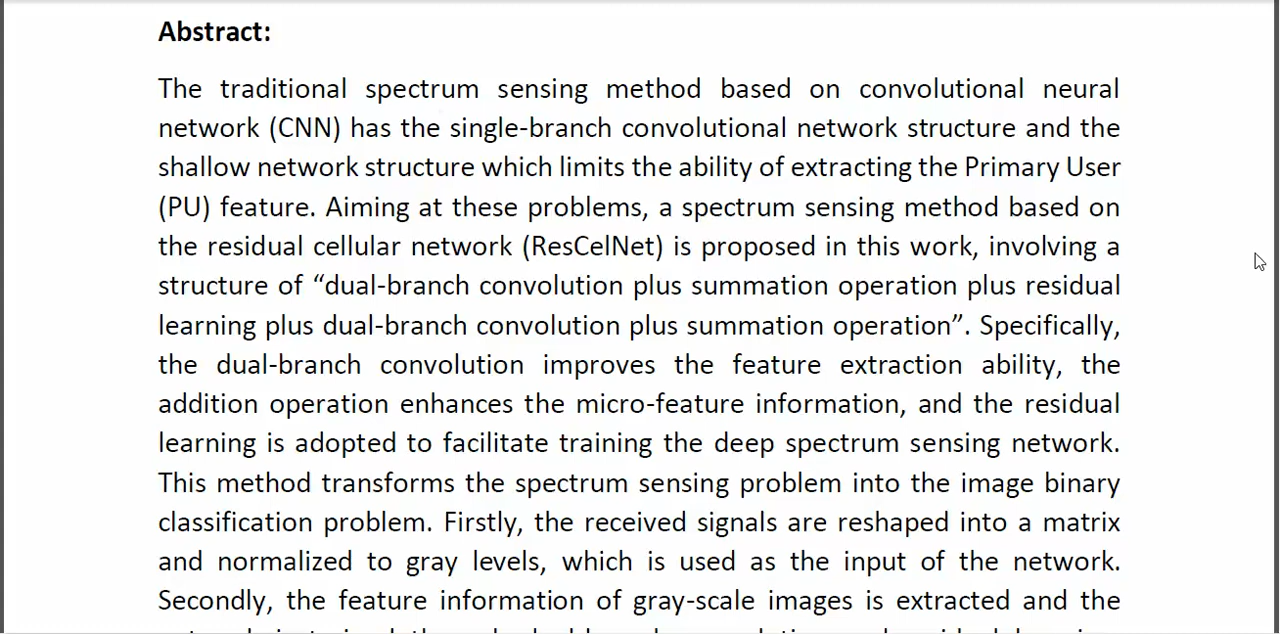 Abstract:
The traditional spectrum sensing method based on convolutional neural
network (CNN) has the single-branch convolutional network structure and the
shallow network structure which limits the ability of extracting the Primary User
(PU) feature. Aiming at these problems, a spectrum sensing method based on
the residual cellular network (ResCelNet) is proposed in this work, involving a
structure of “dual-branch convolution plus summation operation plus residual
learning plus dual-branch convolution plus summation operation”. Specifically,
the dual-branch convolution improves the feature extraction ability, the
addition operation enhances the micro-feature information, and the residual
learning is adopted to facilitate training the deep spectrum sensing network.
This method transforms the spectrum sensing problem into the image binary
classification problem. Firstly, the received signals are reshaped into a matrix
and normalized to gray levels, which is used as the input of the network.
Secondly, the feature information of gray-scale images is extracted and the